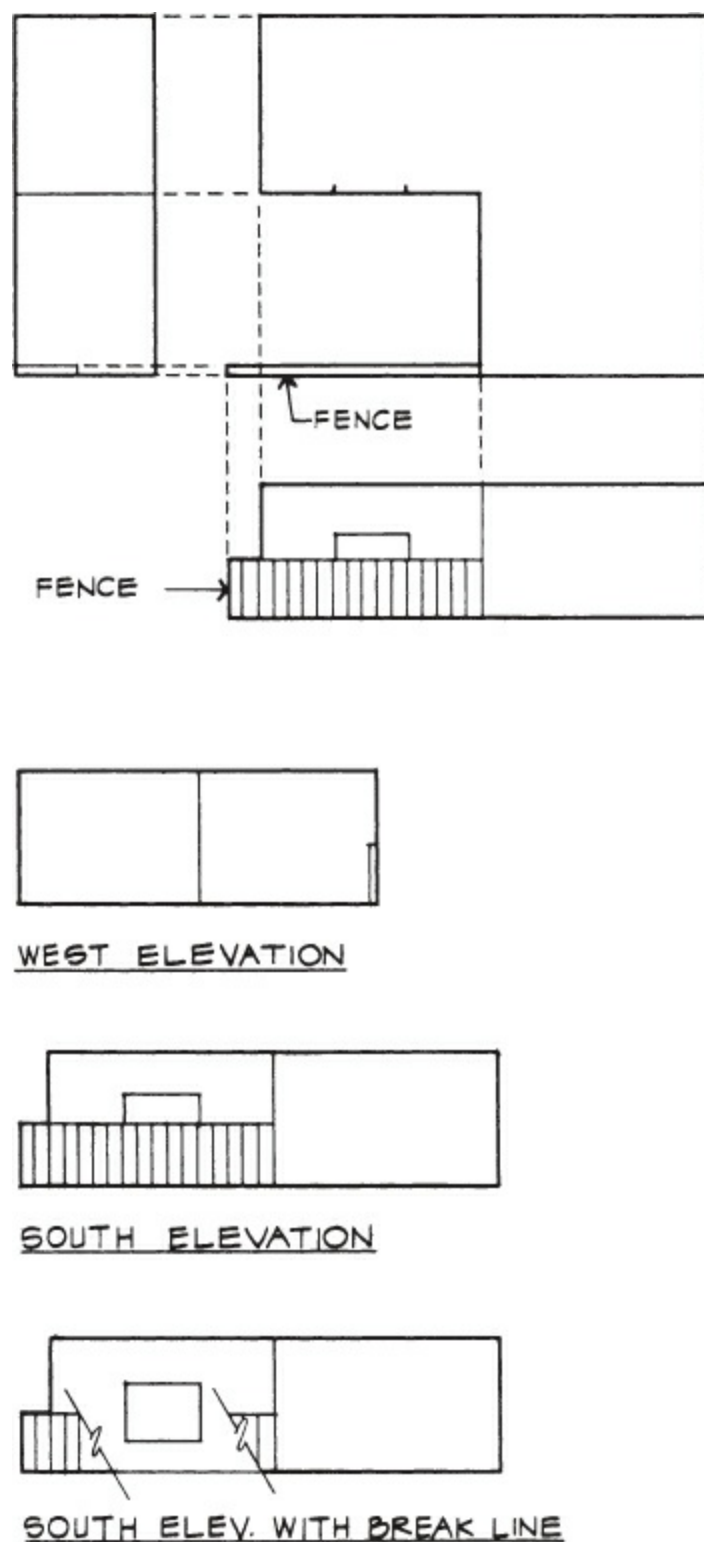 FENCE
FENCE
WEST ELEVATION
SOUTH ELEVATION
SOUTH ELEV. WITH BREAK LINE